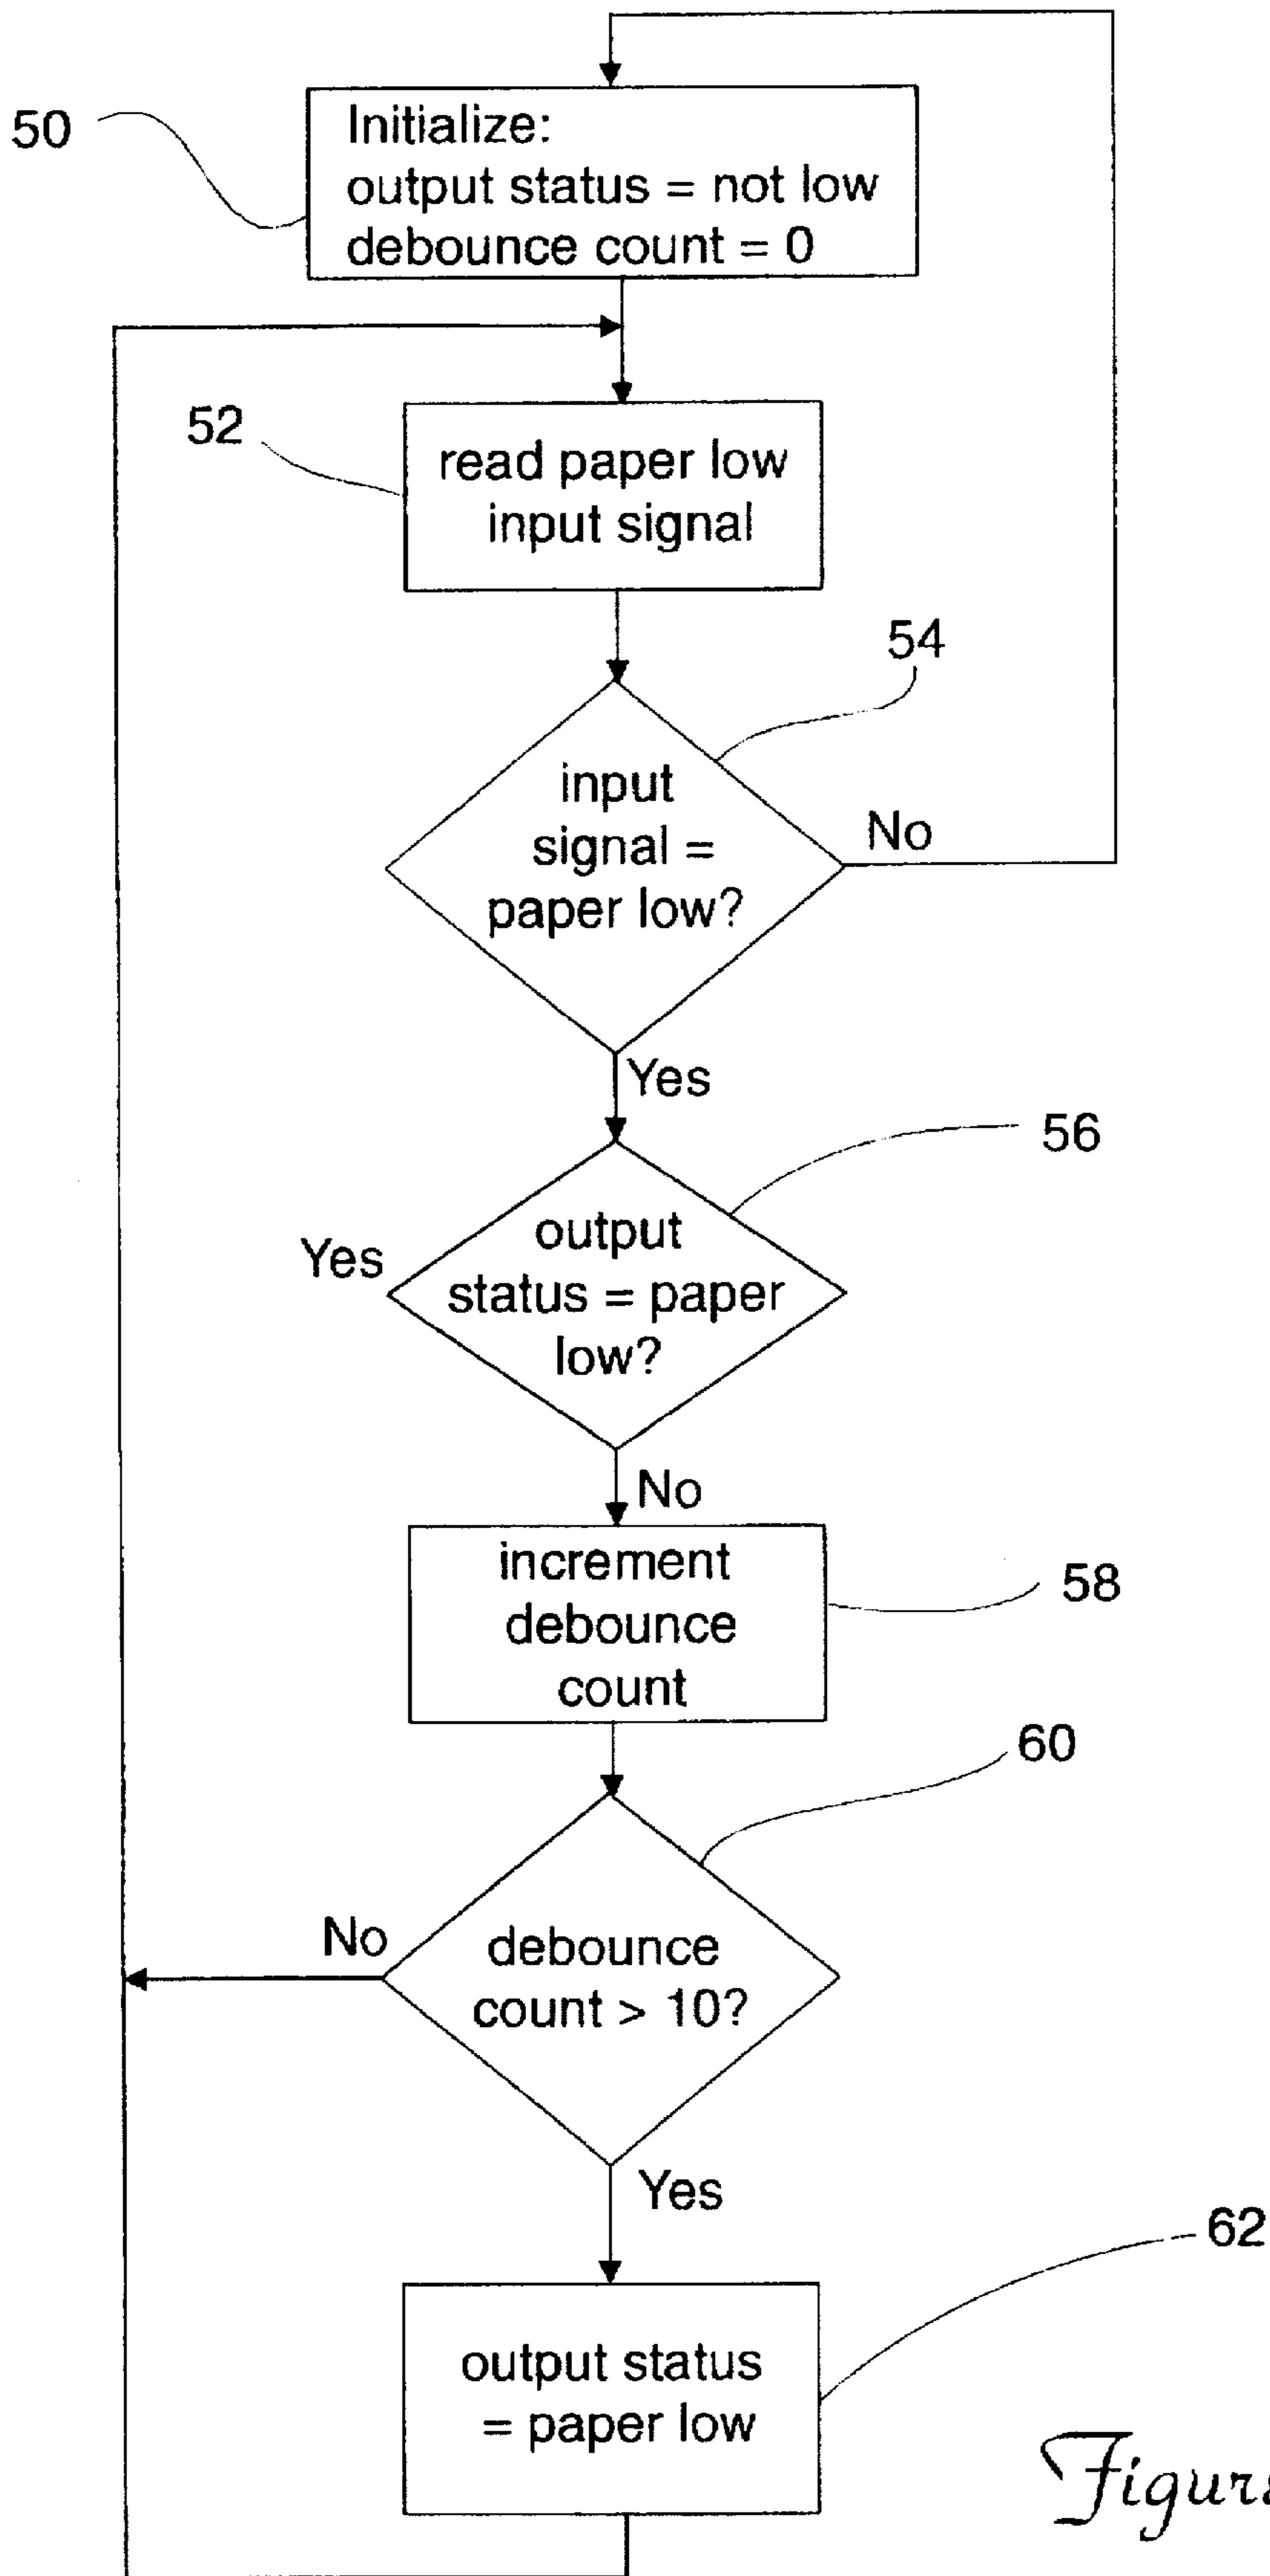 50
Initialize:
output status = not low
debounce count = 0
52
read paper low
input signal
54
input
signal =
paper low?
No
Yes
56
output
status = paper
low?
Yes
No
increment
debounce
count
58
60
debounce
count > 10?
No
Yes
62
output status
= paper low